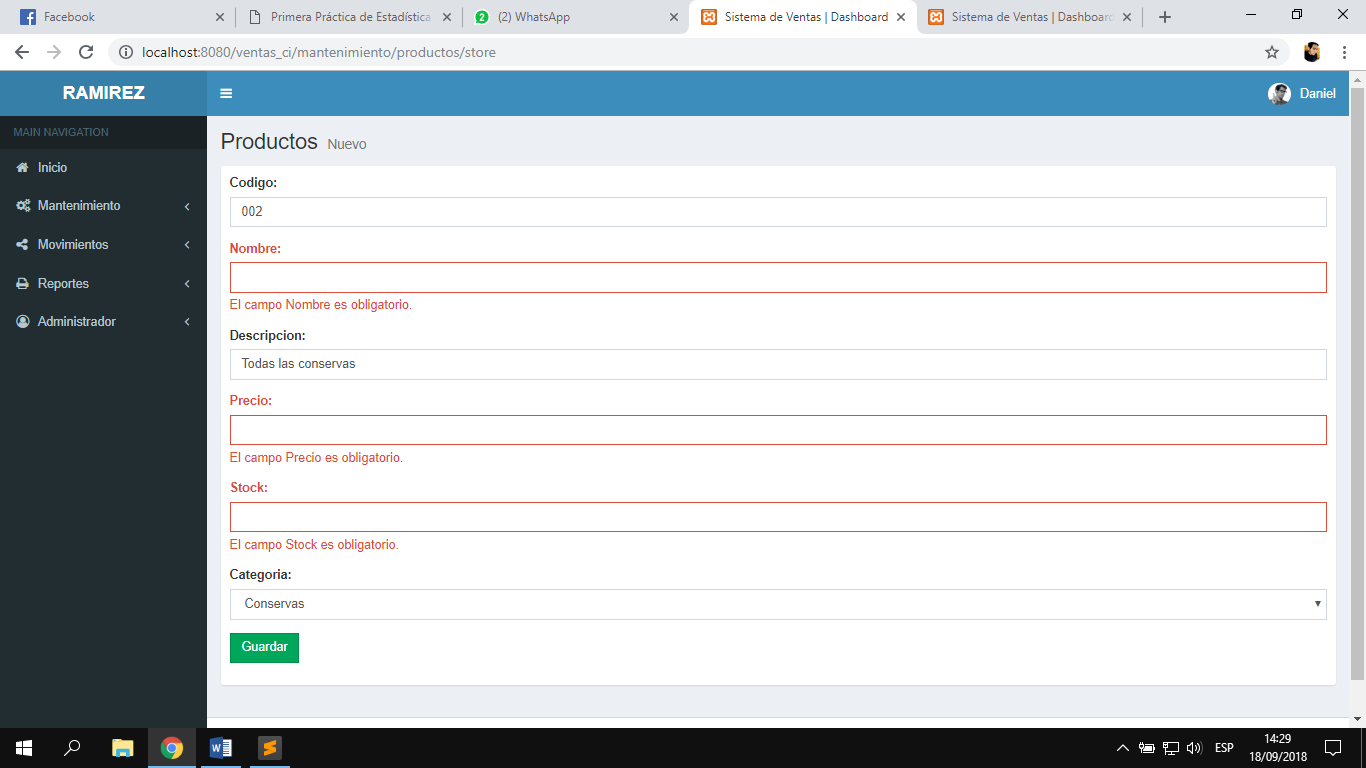 Facebook
Primera Práctica de Estadística
(2) WhatsApp
Sistema de Ventas | Dashboard
Sistema de Ventas | Dashboard
localhost:8080/ventas_ci/mantenimiento/productos/store
RAMIREZ
Daniel
MAIN NAVIGATION
Inicio
Mantenimiento
Movimientos
Reportes
Administrador
Productos Nuevo
Codigo:
002
Nombre:
El campo Nombre es obligatorio.
Descripcion:
Todas las conservas
Precio:
El campo Precio es obligatorio.
Stock:
El campo Stock es obligatorio.
Categoria:
Conservas
Guardar
ESP
14:29
18/09/2018